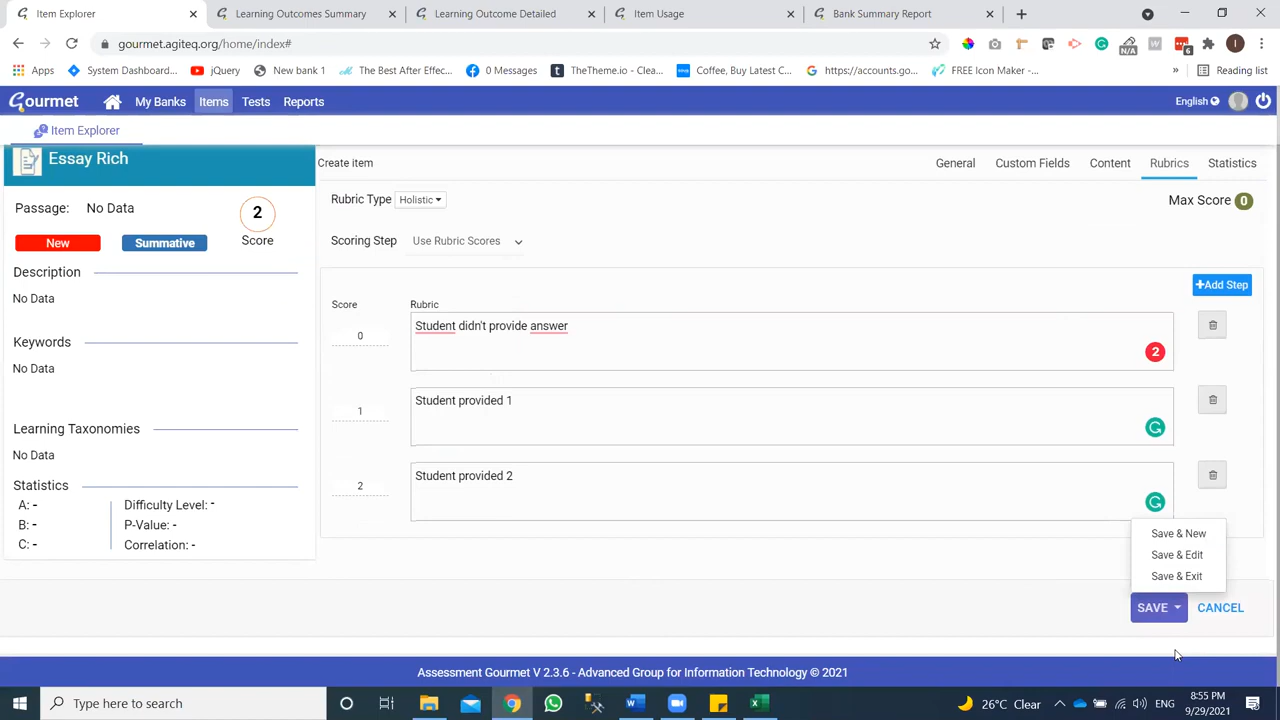 Item Explorer
Learning Outcomes Summary
Learning Outcome Detailed
Item Usage
Bank Summary Report
gourmet.agiteq.org/home/index#
N/A
6
I
Apps
System Dashboard...
jQuery
New bank 1
The Best After Effec...
0 Messages
TheTheme.io - Clea...
Coffee, Buy Latest C...
https://accounts.go...
FREE Icon Maker -...
»
Reading list
Gourmet
My Banks
Items
Tests
Reports
English
Item Explorer
Essay Rich
Create item
General
Custom Fields
Content
Rubrics
Statistics
Passage: No Data
2
Score
New
Summative
Description
No Data
Keywords
No Data
Learning Taxonomies
No Data
Statistics
A: -
B: -
C: -
Difficulty Level: -
P-Value: -
Correlation: -
Rubric Type Holistic
Max Score 0
Scoring Step Use Rubric Scores
+Add Step
Score
Rubric
0
Student didn't provide answer
2
1
Student provided 1
2
Student provided 2
Save & New
Save & Edit
Save & Exit
SAVE
CANCEL
Assessment Gourmet V 2.3.6 - Advanced Group for Information Technology © 2021
Type here to search
26°C Clear
ENG
8:55 PM
9/29/2021